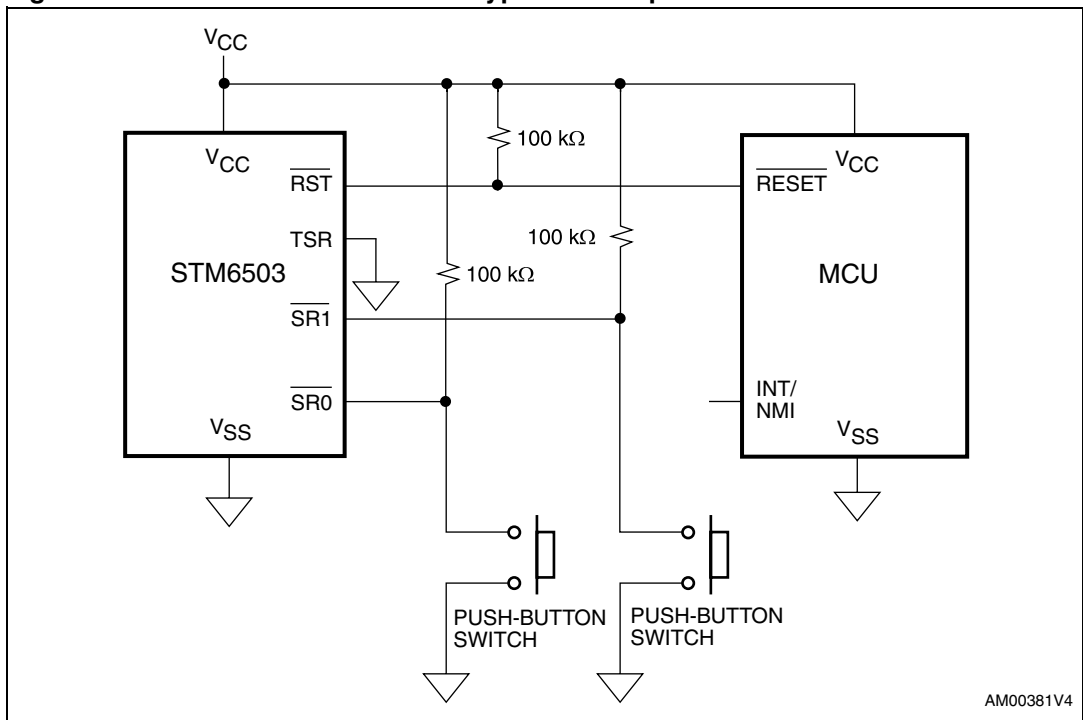 VCC
VCC
RST
TSR
STM6503
SR1
SR0
VSS
100 kΩ
100 kΩ
100 kΩ
VCC
RESET
MCU
INT/
NMI
VSS
PUSH-BUTTON
SWITCH
PUSH-BUTTON
SWITCH
AM00381V4